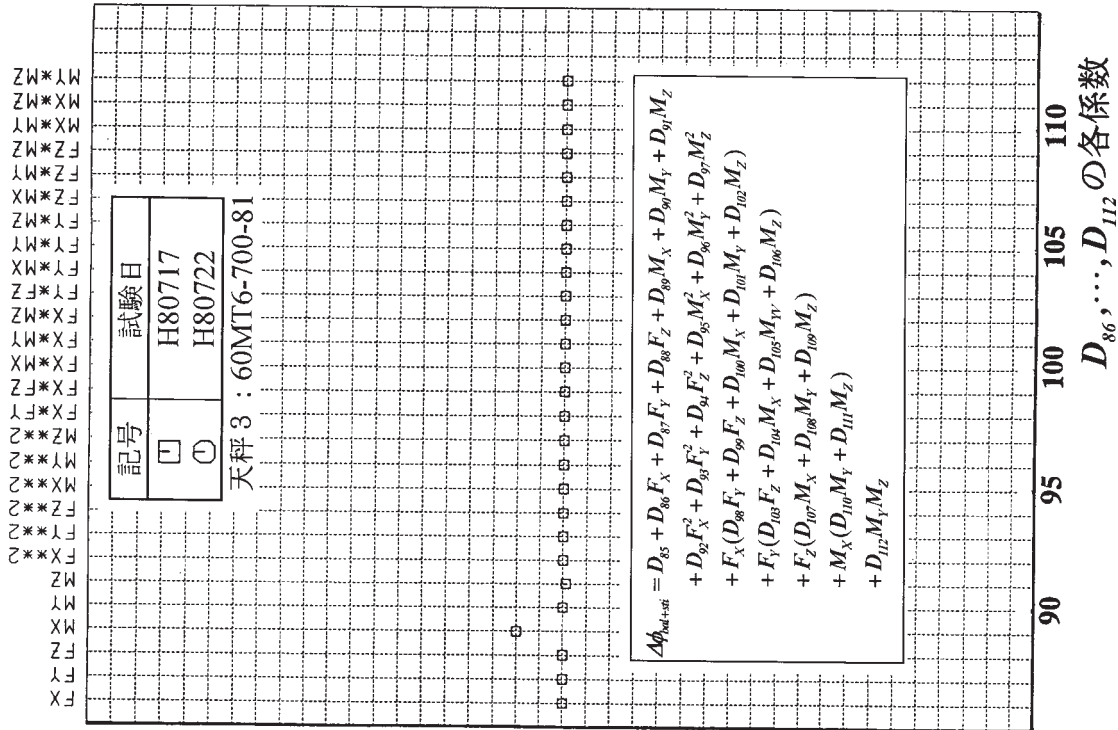 FX
FY
FZ
MX
MY
MZ
FX**2
FY**2
FZ**2
MX**2
MY**2
MZ**2
FX*FY
FX*FZ
FX*MX
FX*MY
FX*MZ
FY*FZ
FY*MX
FY*MY
FY*MZ
FZ*MX
FZ*MY
FZ*MZ
MX*MY
MX*MZ
MY*MZ
記号 試験日
H80717
H80722
天秤3:60MT6-700-81
Δϕ_{bal+sti} = D_{85} + D_{86}F_X + D_{87}F_Y + D_{88}F_Z + D_{89}M_X + D_{90}M_Y + D_{91}M_Z
+ D_{92}F_X^2 + D_{93}F_Y^2 + D_{94}F_Z^2 + D_{95}M_X^2 + D_{96}M_Y^2 + D_{97}M_Z^2
+ F_X(D_{98}F_Y + D_{99}F_Z + D_{100}M_X + D_{101}M_Y + D_{102}M_Z)
+ F_Y(D_{103}F_Z + D_{104}M_X + D_{105}M_{YV} + D_{106}M_Z)
+ F_Z(D_{107}M_X + D_{108}M_Y + D_{109}M_Z)
+ M_X(D_{110}M_Y + D_{111}M_Z)
+ D_{112}M_YM_Z
90 95 100 105 110
D_{86},⋯,D_{112}の各係数